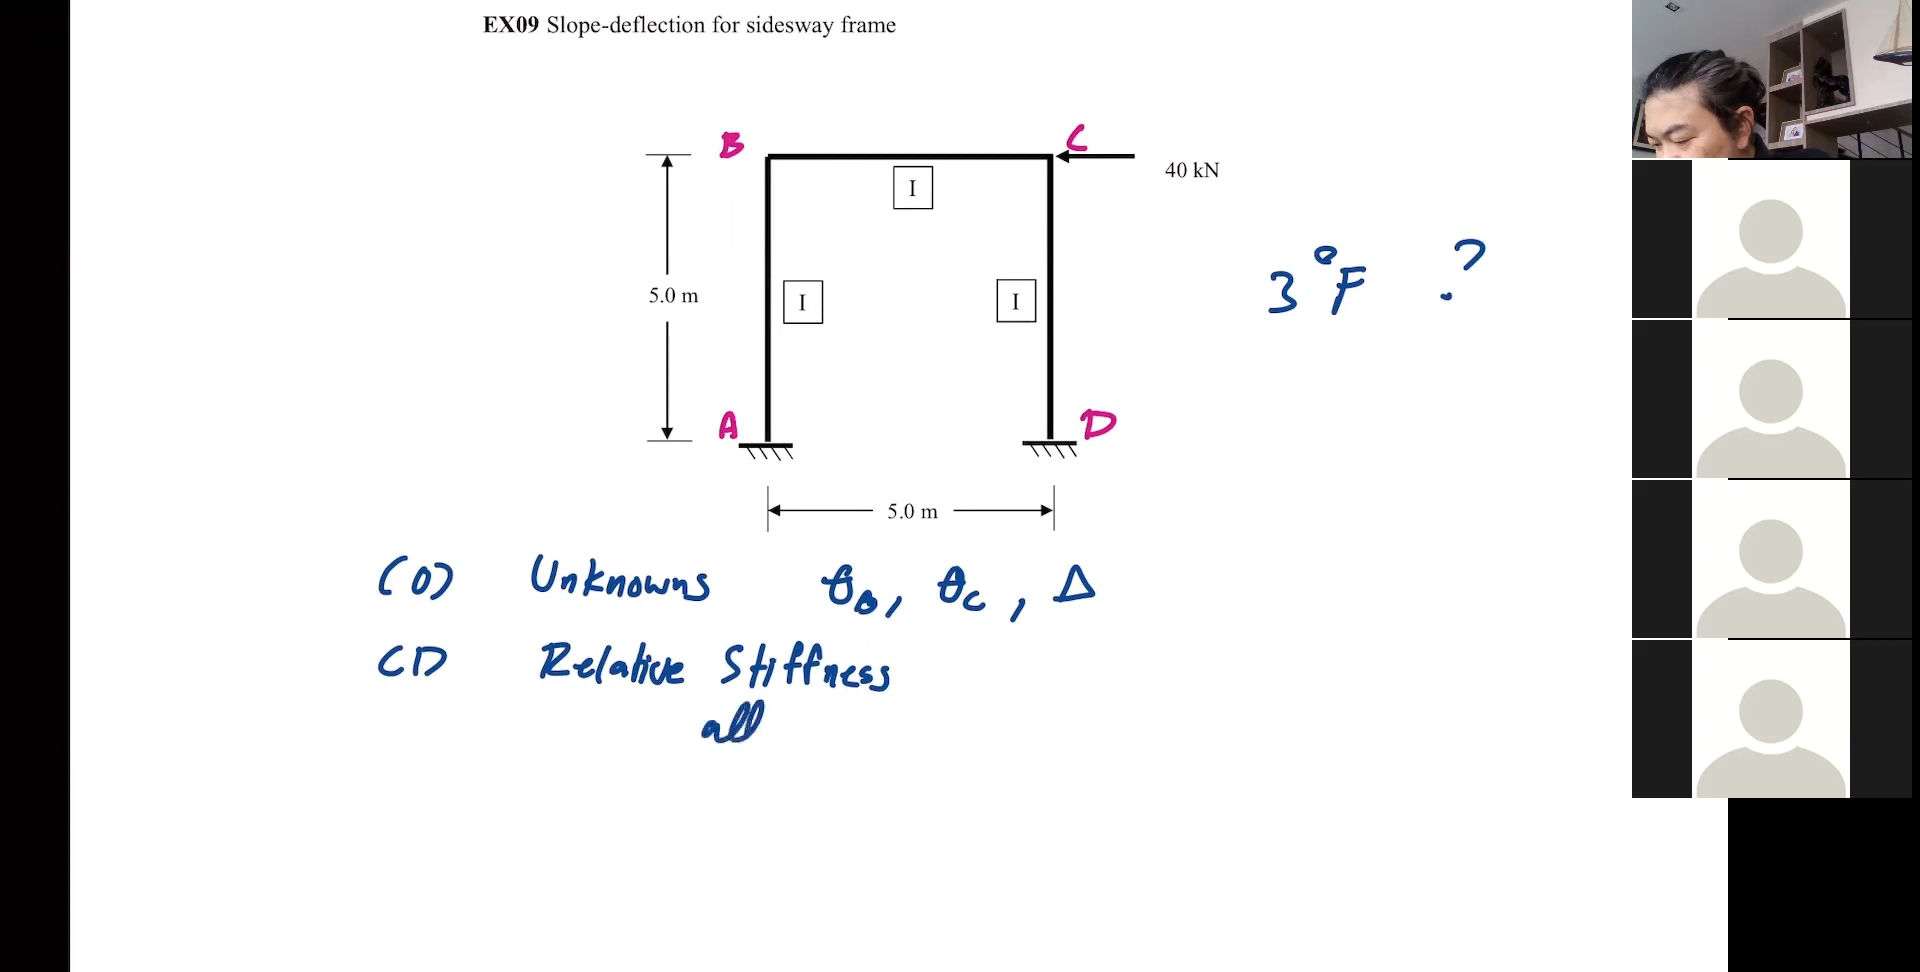 EX09 Slope-deflection for sidesway frame
B
C
40 kN
I
3°F ?
5.0 m
I
I
A
D
5.0 m
(0) Unknowns θB, θC, Δ
(1) Relative Stiffness
all